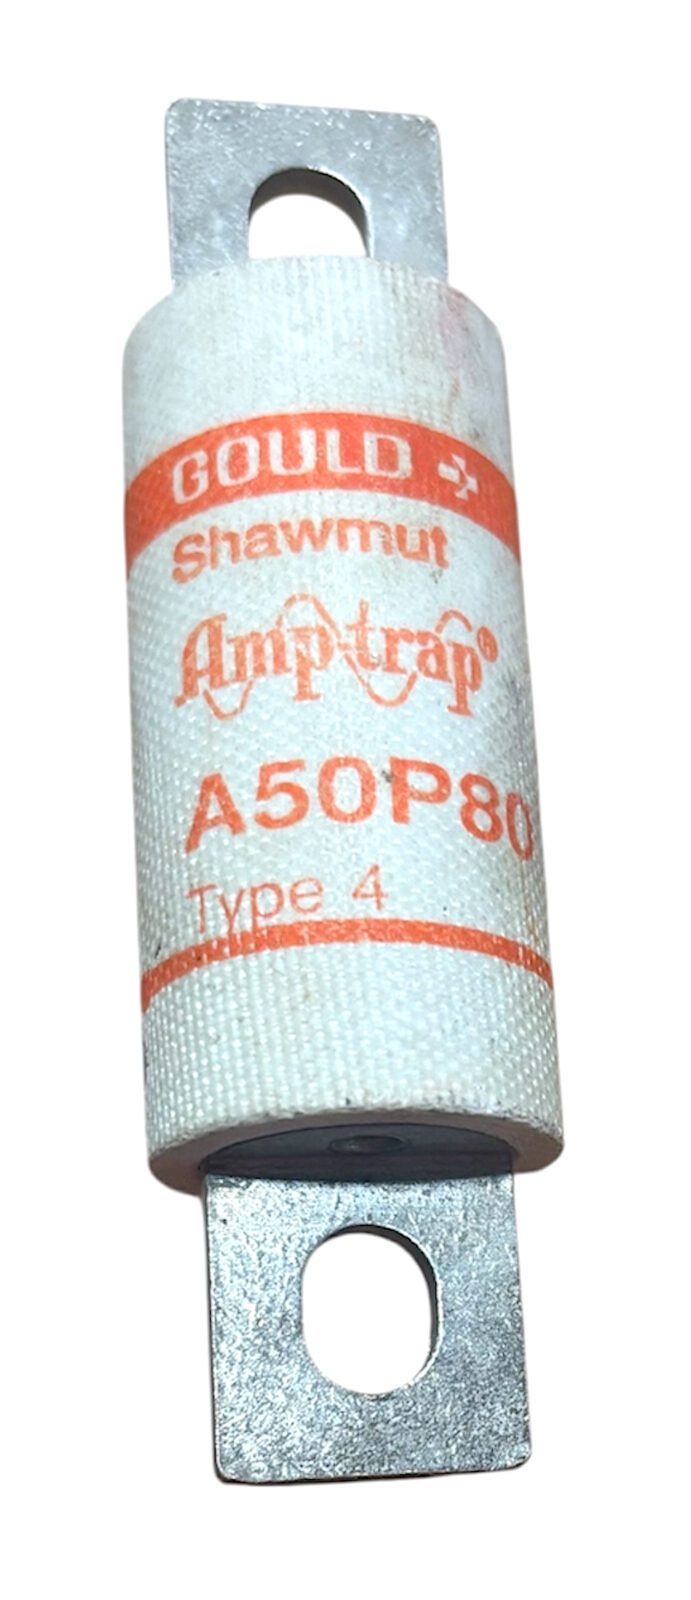 GOULD
Shawmut
Amp-trap®
A50P80
Type 4